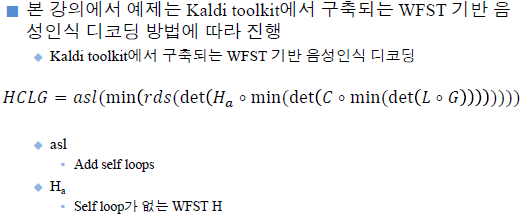 본 강의에서 예제는 Kaldi toolkit에서 구축되는 WFST 기반 음
성인식 디코딩 방법에 따라 진행
Kaldi toolkit에서 구축되는 WFST 기반 음성인식 디코딩
HCLG = asl(min(rds(det(Hₐ ∘ min(det(C ∘ min(det(L ∘ G))))))))
asl
Add self loops
Hₐ
Self loop가 없는 WFST H